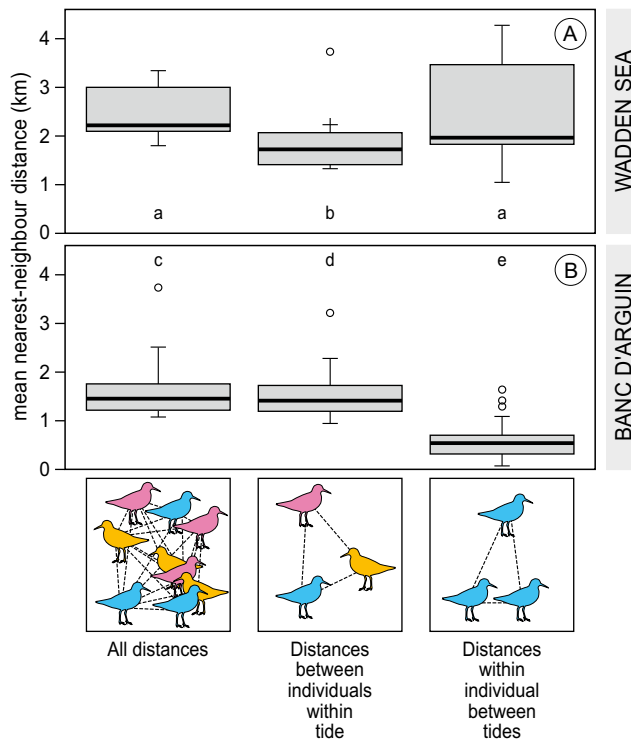 mean nearest-neighbour distance (km)
4
3
2
1
0
A
a
b
a
WADDEN SEA
4
3
2
1
0
B
c
d
e
BANC D'ARGUIN
All distances
Distances
between
individuals
within
tide
Distances
within
individual
between
tides